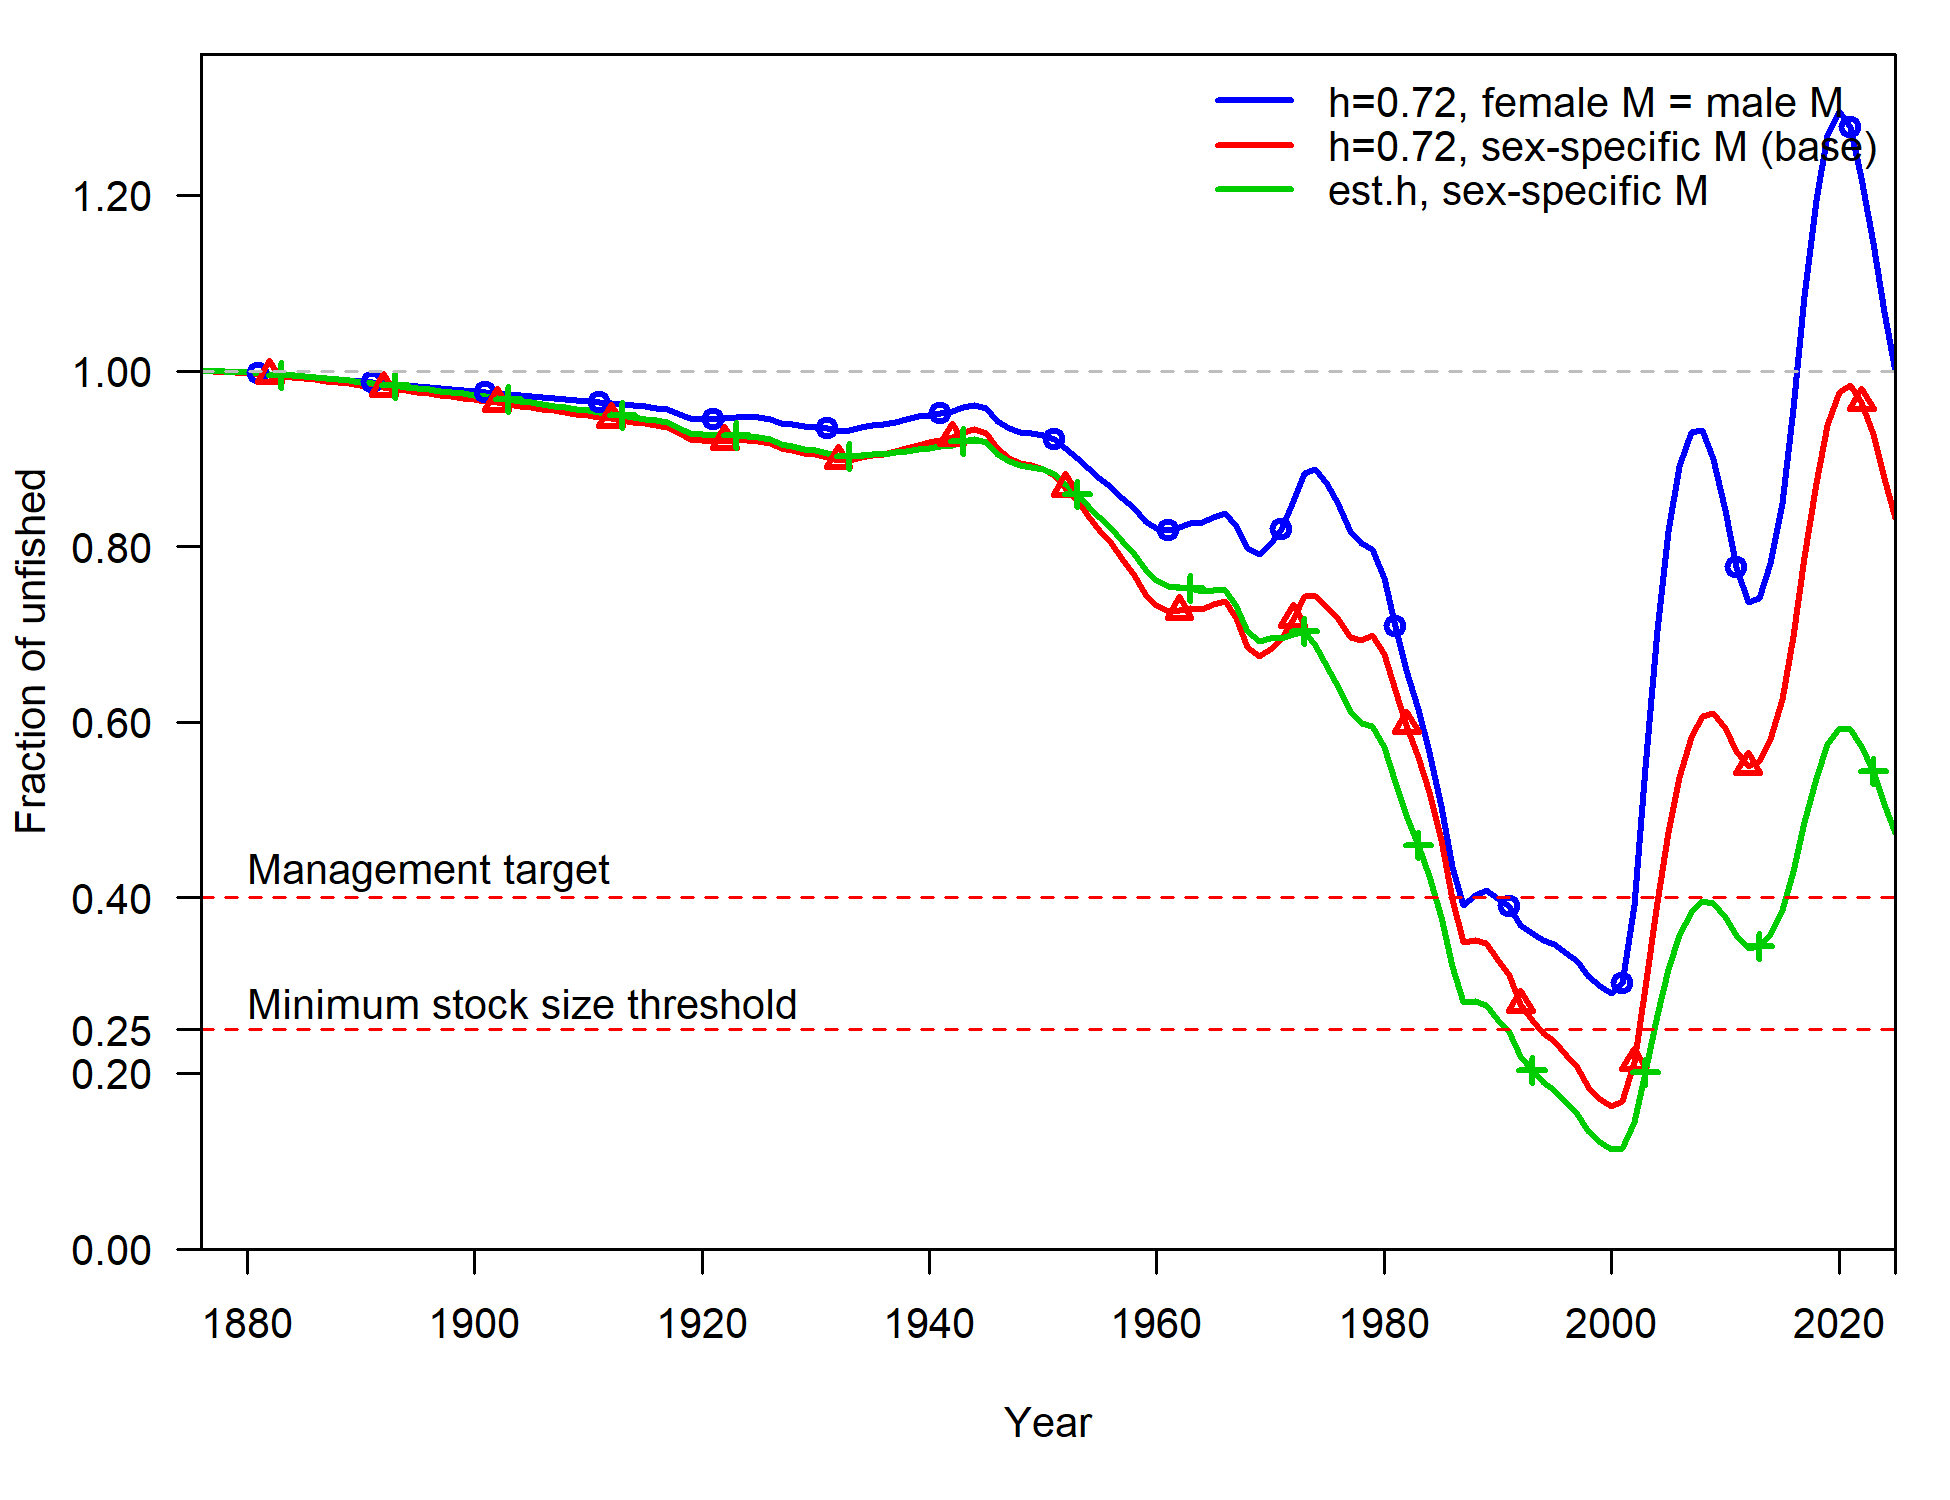 h=0.72, female M = male M
h=0.72, sex-specific M (base)
est.h, sex-specific M
1.20
1.00
0.80
0.60
0.40
0.25
0.20
0.00
Fraction of unfished
Management target
Minimum stock size threshold
1880 1900 1920 1940 1960 1980 2000 2020
Year